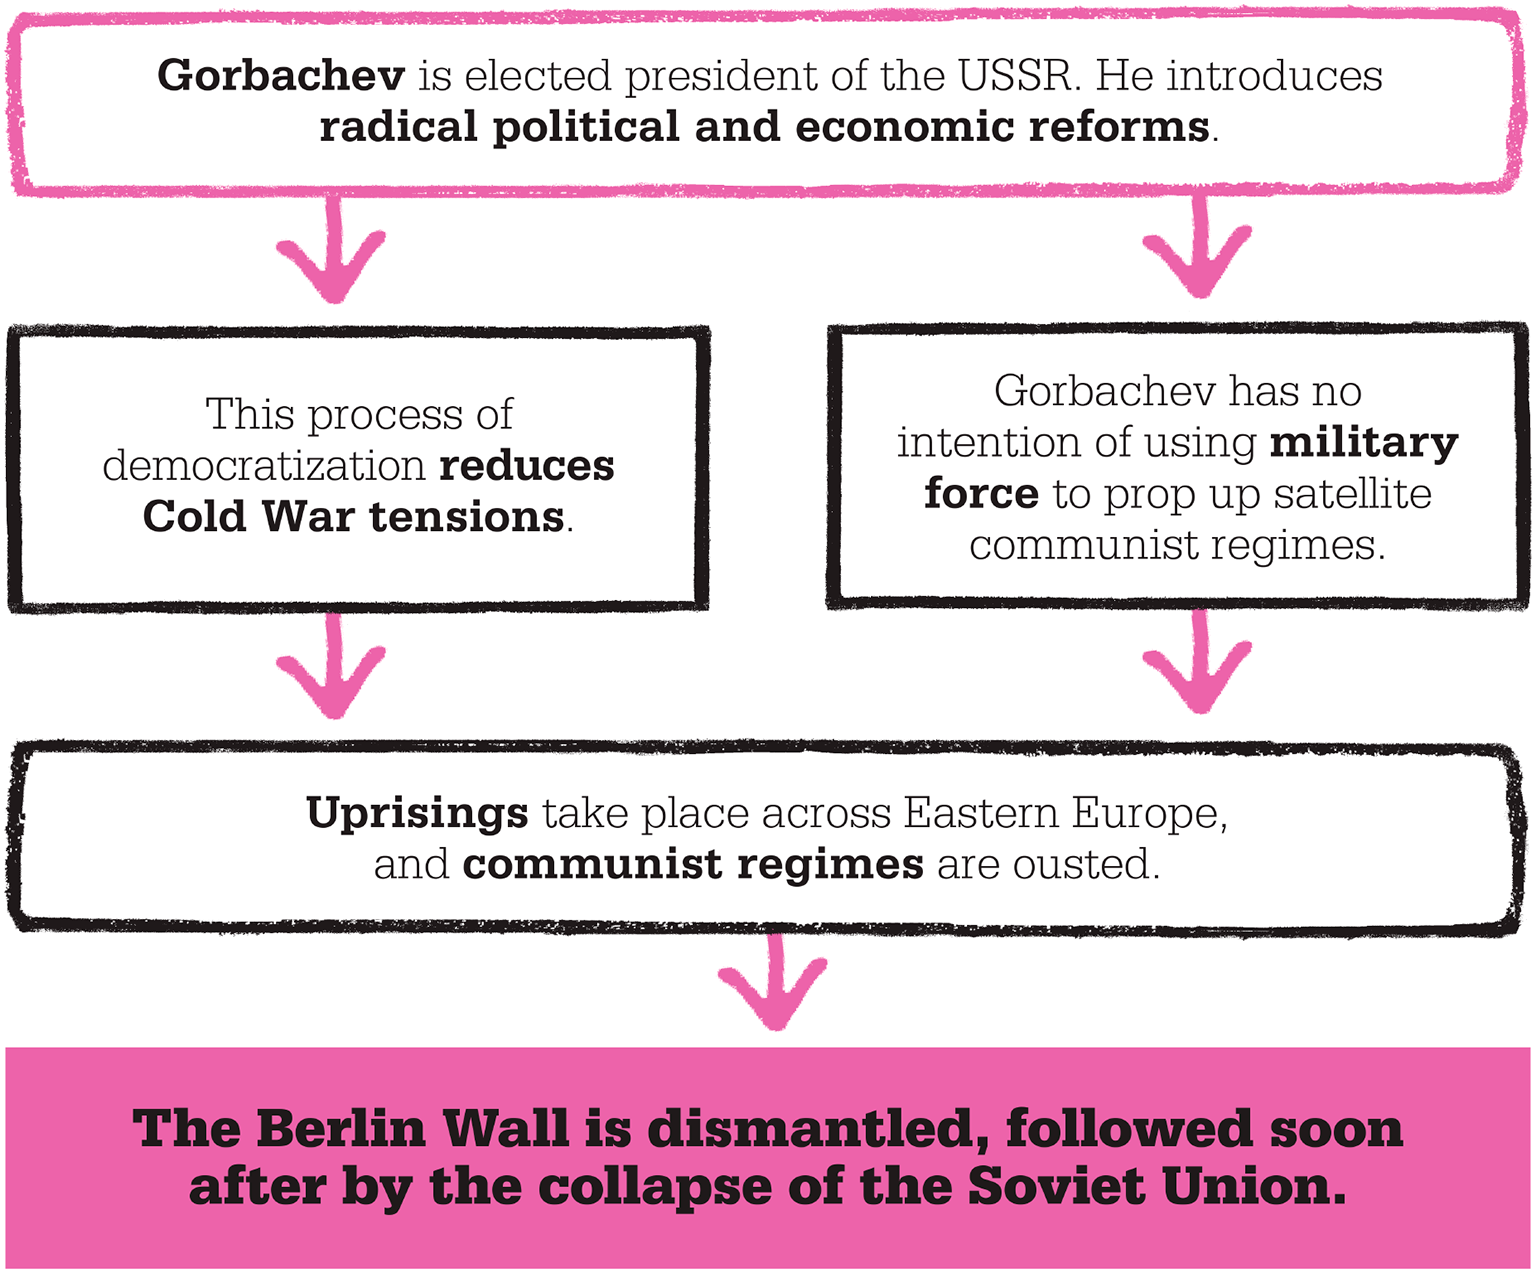 Gorbachev is elected president of the USSR. He introduces
radical political and economic reforms.
This process of
democratization reduces
Cold War tensions.
Gorbachev has no
intention of using military
force to prop up satellite
communist regimes.
Uprisings take place across Eastern Europe,
and communist regimes are ousted.
The Berlin Wall is dismantled, followed soon
after by the collapse of the Soviet Union.